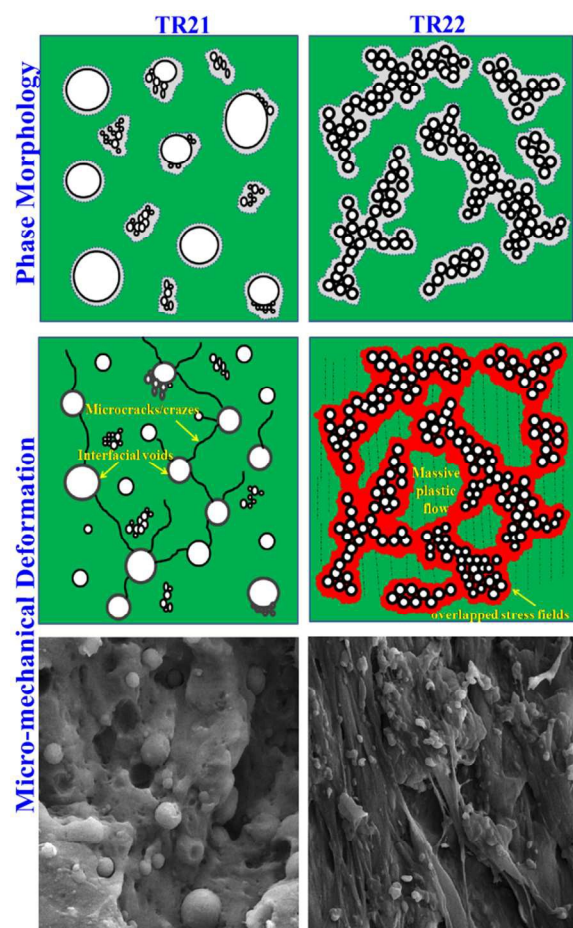 TR21
TR22
Phase Morphology
Microcracks/crazes
Interfacial voids
Massive
plastic
flow
overlapped stress fields
Micro-mechanical Deformation